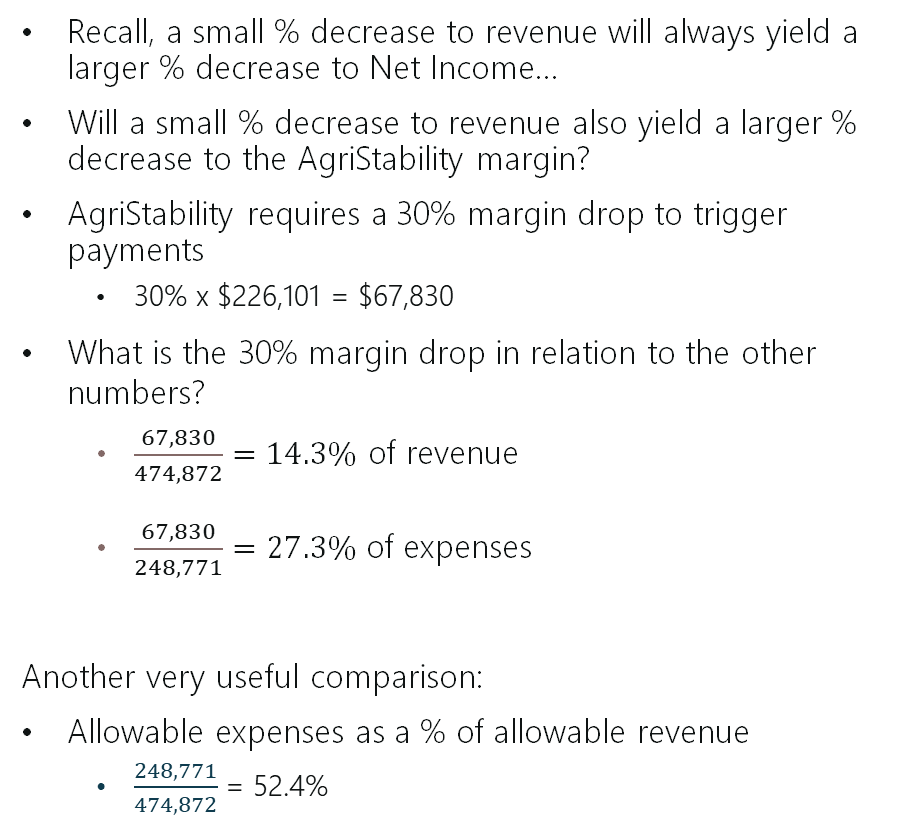 • Recall, a small % decrease to revenue will always yield a
larger % decrease to Net Income...
• Will a small % decrease to revenue also yield a larger %
decrease to the AgriStability margin?
• AgriStability requires a 30% margin drop to trigger
payments
• 30% x $226,101 = $67,830
• What is the 30% margin drop in relation to the other
numbers?
• 67,830/474,872 = 14.3% of revenue
• 67,830/248,771 = 27.3% of expenses
Another very useful comparison:
• Allowable expenses as a % of allowable revenue
• 248,771/474,872 = 52.4%